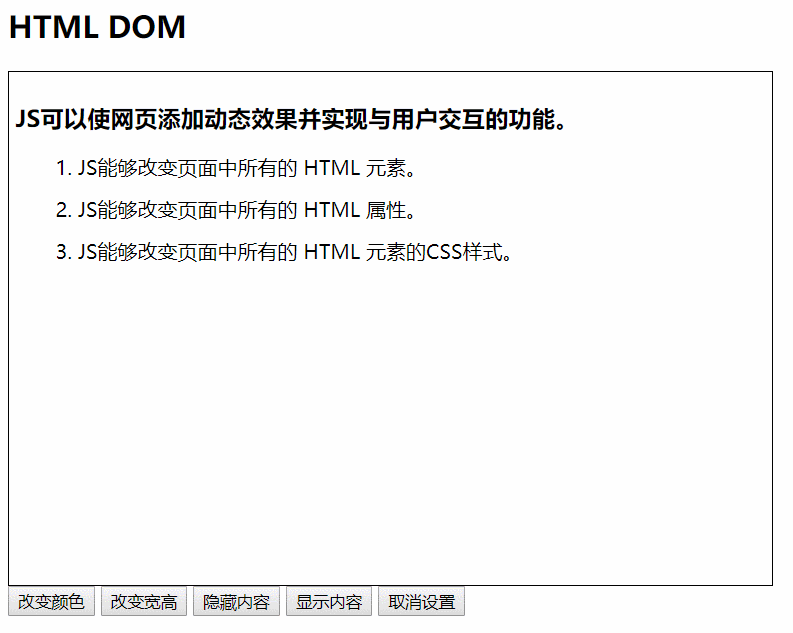 HTML DOM
JS可以使网页添加动态效果并实现与用户交互的功能。
1. JS能够改变页面中所有的 HTML 元素。
2. JS能够改变页面中所有的 HTML 属性。
3. JS能够改变页面中所有的 HTML 元素的CSS样式。
改变颜色 改变宽高 隐藏内容 显示内容 取消设置